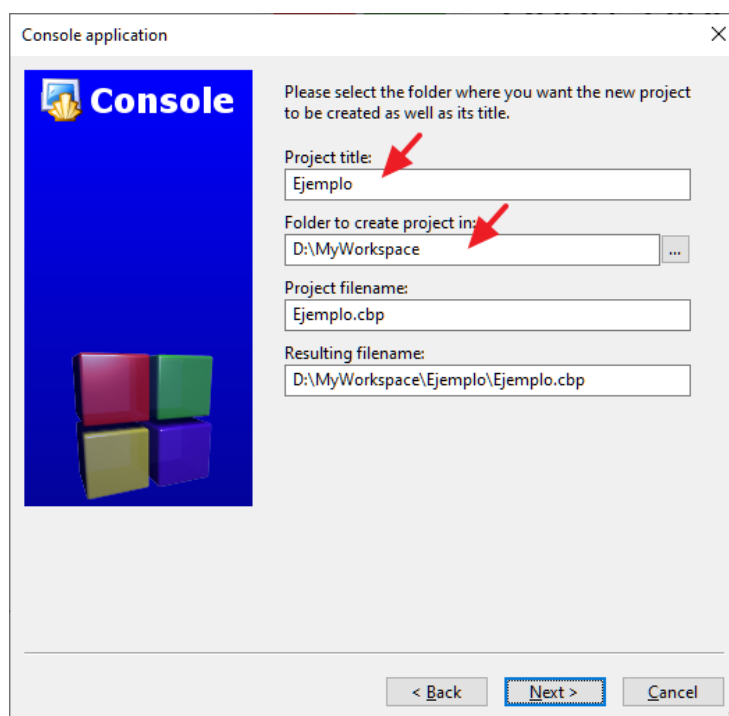 Console application
Console
Please select the folder where you want the new project
to be created as well as its title.
Project title:
Ejemplo
Folder to create project in:
D:\MyWorkspace
...
Project filename:
Ejemplo.cbp
Resulting filename:
D:\MyWorkspace\Ejemplo\Ejemplo.cbp
< Back
Next >
Cancel